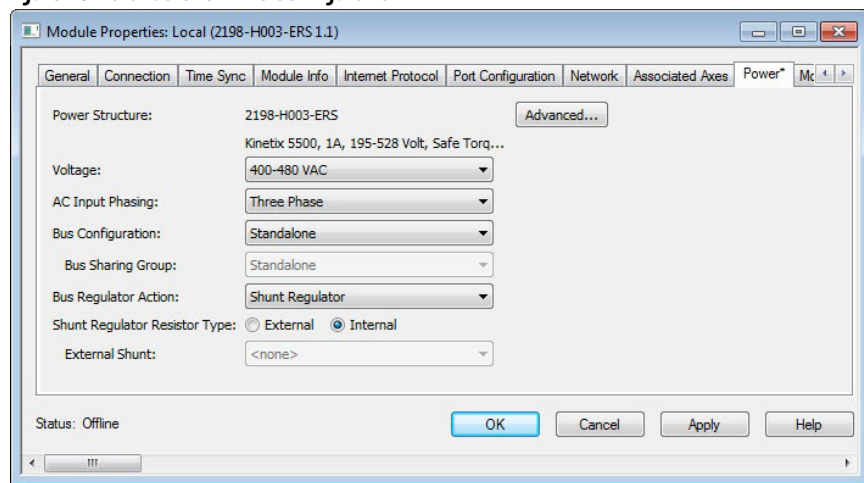 Module Properties: Local (2198-H003-ERS 1.1)
General Connection Time Sync Module Info Internet Protocol Port Configuration Network Associated Axes Power*
Power Structure: 2198-H003-ERS Advanced...
Kinetix 5500, 1A, 195-528 Volt, Safe Torq...
Voltage: 400-480 VAC
AC Input Phasing: Three Phase
Bus Configuration: Standalone
Bus Sharing Group: Standalone
Bus Regulator Action: Shunt Regulator
Shunt Regulator Resistor Type: External Internal
External Shunt: <none>
Status: Offline OK Cancel Apply Help